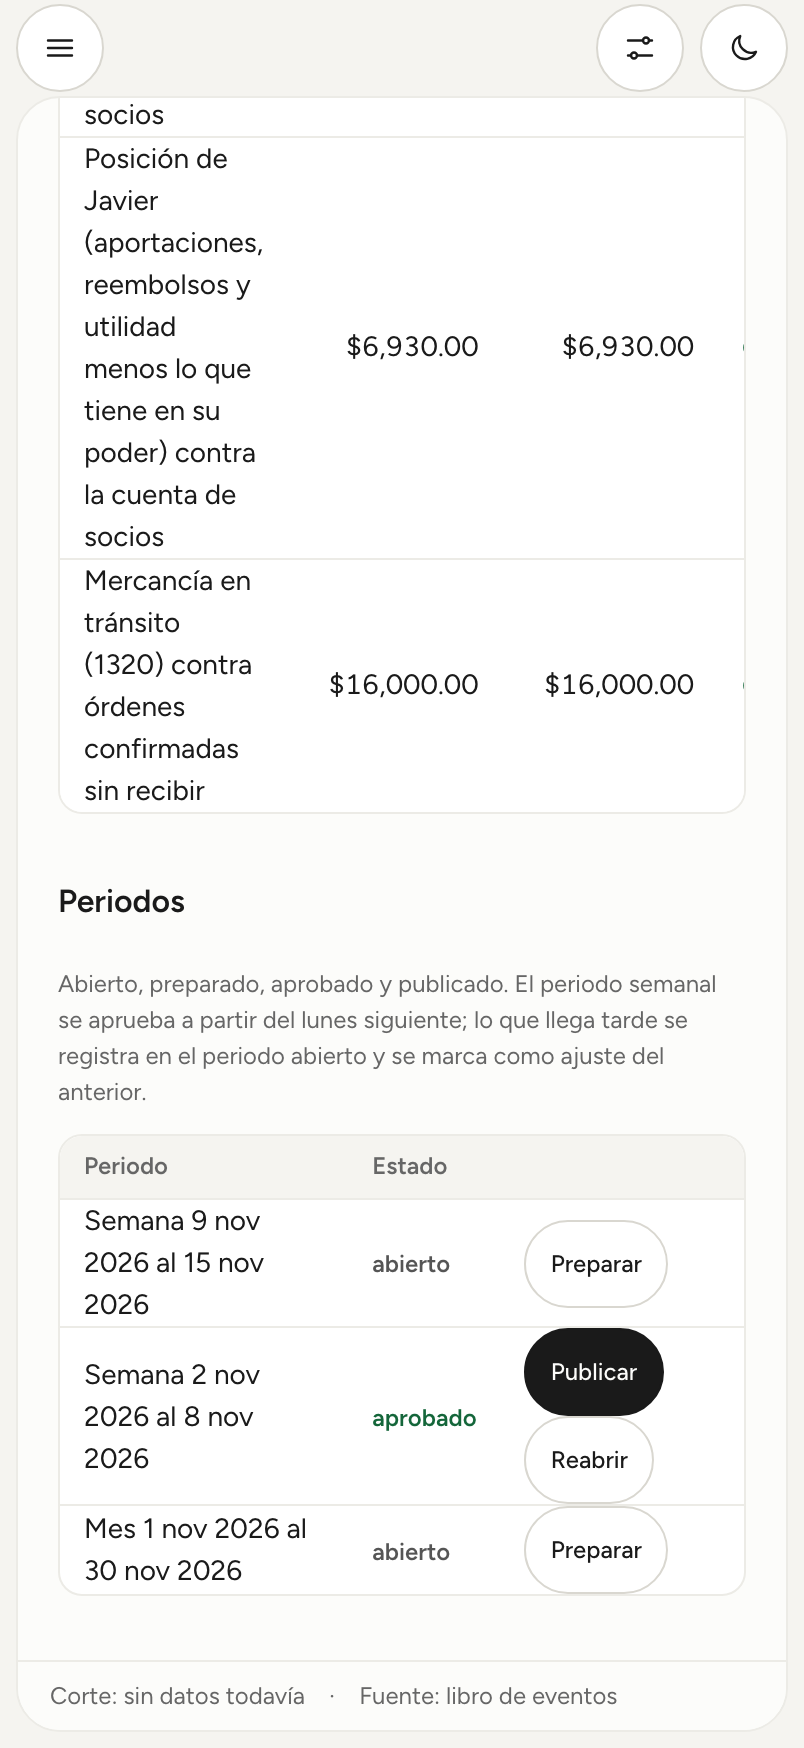 socios
Posición de
Javier
(aportaciones,
reembolsos y
utilidad
menos lo que
tiene en su
poder) contra
la cuenta de
socios
$6,930.00 $6,930.00
Mercancía en
tránsito
(1320) contra
órdenes
confirmadas
sin recibir
$16,000.00 $16,000.00
Periodos
Abierto, preparado, aprobado y publicado. El periodo semanal
se aprueba a partir del lunes siguiente; lo que llega tarde se
registra en el periodo abierto y se marca como ajuste del
anterior.
Periodo Estado
Semana 9 nov
2026 al 15 nov
2026
abierto Preparar
Semana 2 nov
2026 al 8 nov
2026
aprobado
Publicar
Reabrir
Mes 1 nov 2026 al
30 nov 2026
abierto Preparar
Corte: sin datos todavía · Fuente: libro de eventos